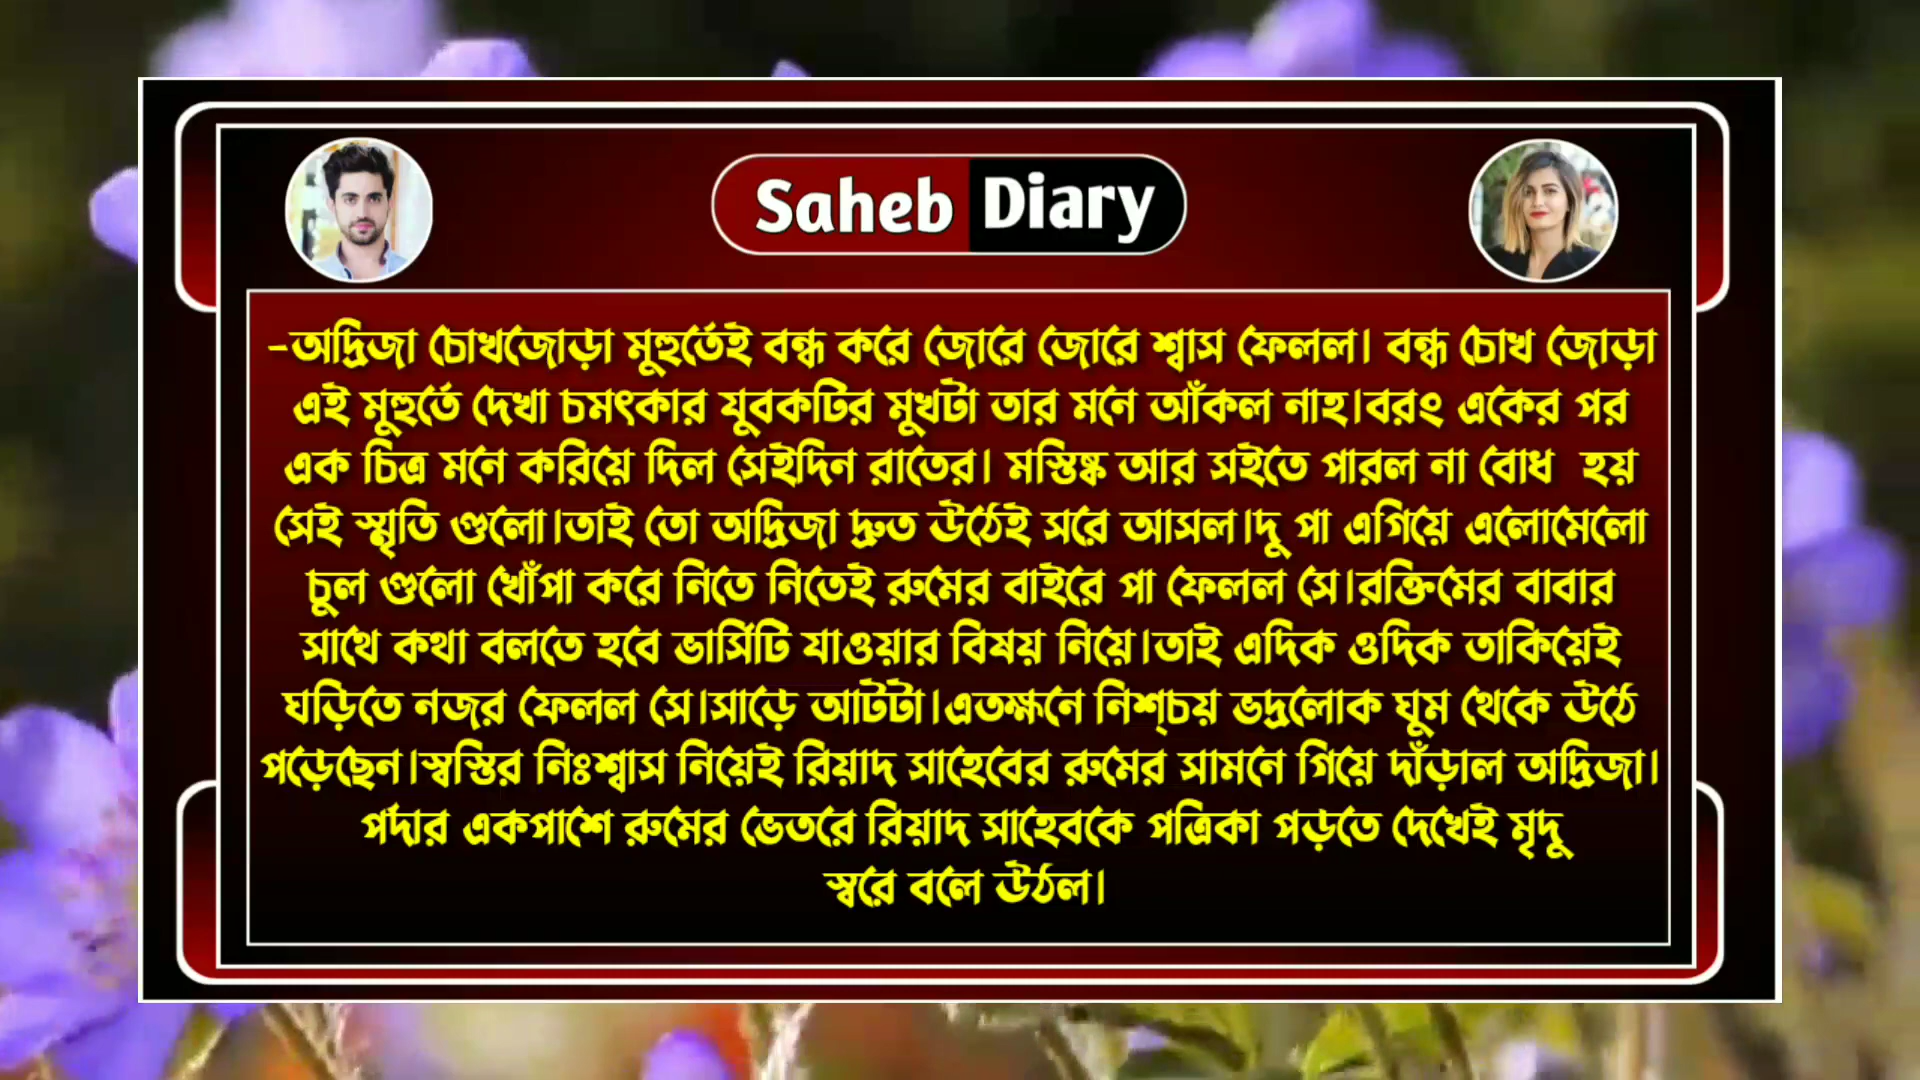 Saheb Diary
-অদ্রিজা চোখজোড়া মুহুর্তেই বন্ধ করে জোরে জোরে শ্বাস ফেলল। বন্ধ চোখ জোড়া
এই মুহুর্তে দেখা চমৎকার যুবকটির মুখটা তার মনে আঁকল নাহ।বরং একের পর
এক চিত্র মনে করিয়ে দিল সেইদিন রাতের। মস্তিষ্ক আর সইতে পারল না বোধ হয়
সেই স্মৃতি গুলো।তাই তো অদ্রিজা দ্রুত উঠেই সরে আসল।দু পা এগিয়ে এলোমেলো
চুল গুলো খোঁপা করে নিতে নিতেই রুমের বাইরে পা ফেলল সে।রক্তিমের বাবার
সাথে কথা বলতে হবে ভার্সিটি যাওয়ার বিষয় নিয়ে।তাই এদিক ওদিক তাকিয়েই
ঘড়িতে নজর ফেলল সে।সাড়ে আটটা।এতক্ষনে নিশ্চয় ভদ্রলোক ঘুম থেকে উঠে
পড়েছেন।স্বস্তির নিঃশ্বাস নিয়েই রিয়াদ সাহেবের রুমের সামনে গিয়ে দাঁড়াল অদ্রিজা।
পর্দার একপাশে রুমের ভেতরে রিয়াদ সাহেবকে পত্রিকা পড়তে দেখেই মৃদু
স্বরে বলে উঠল।